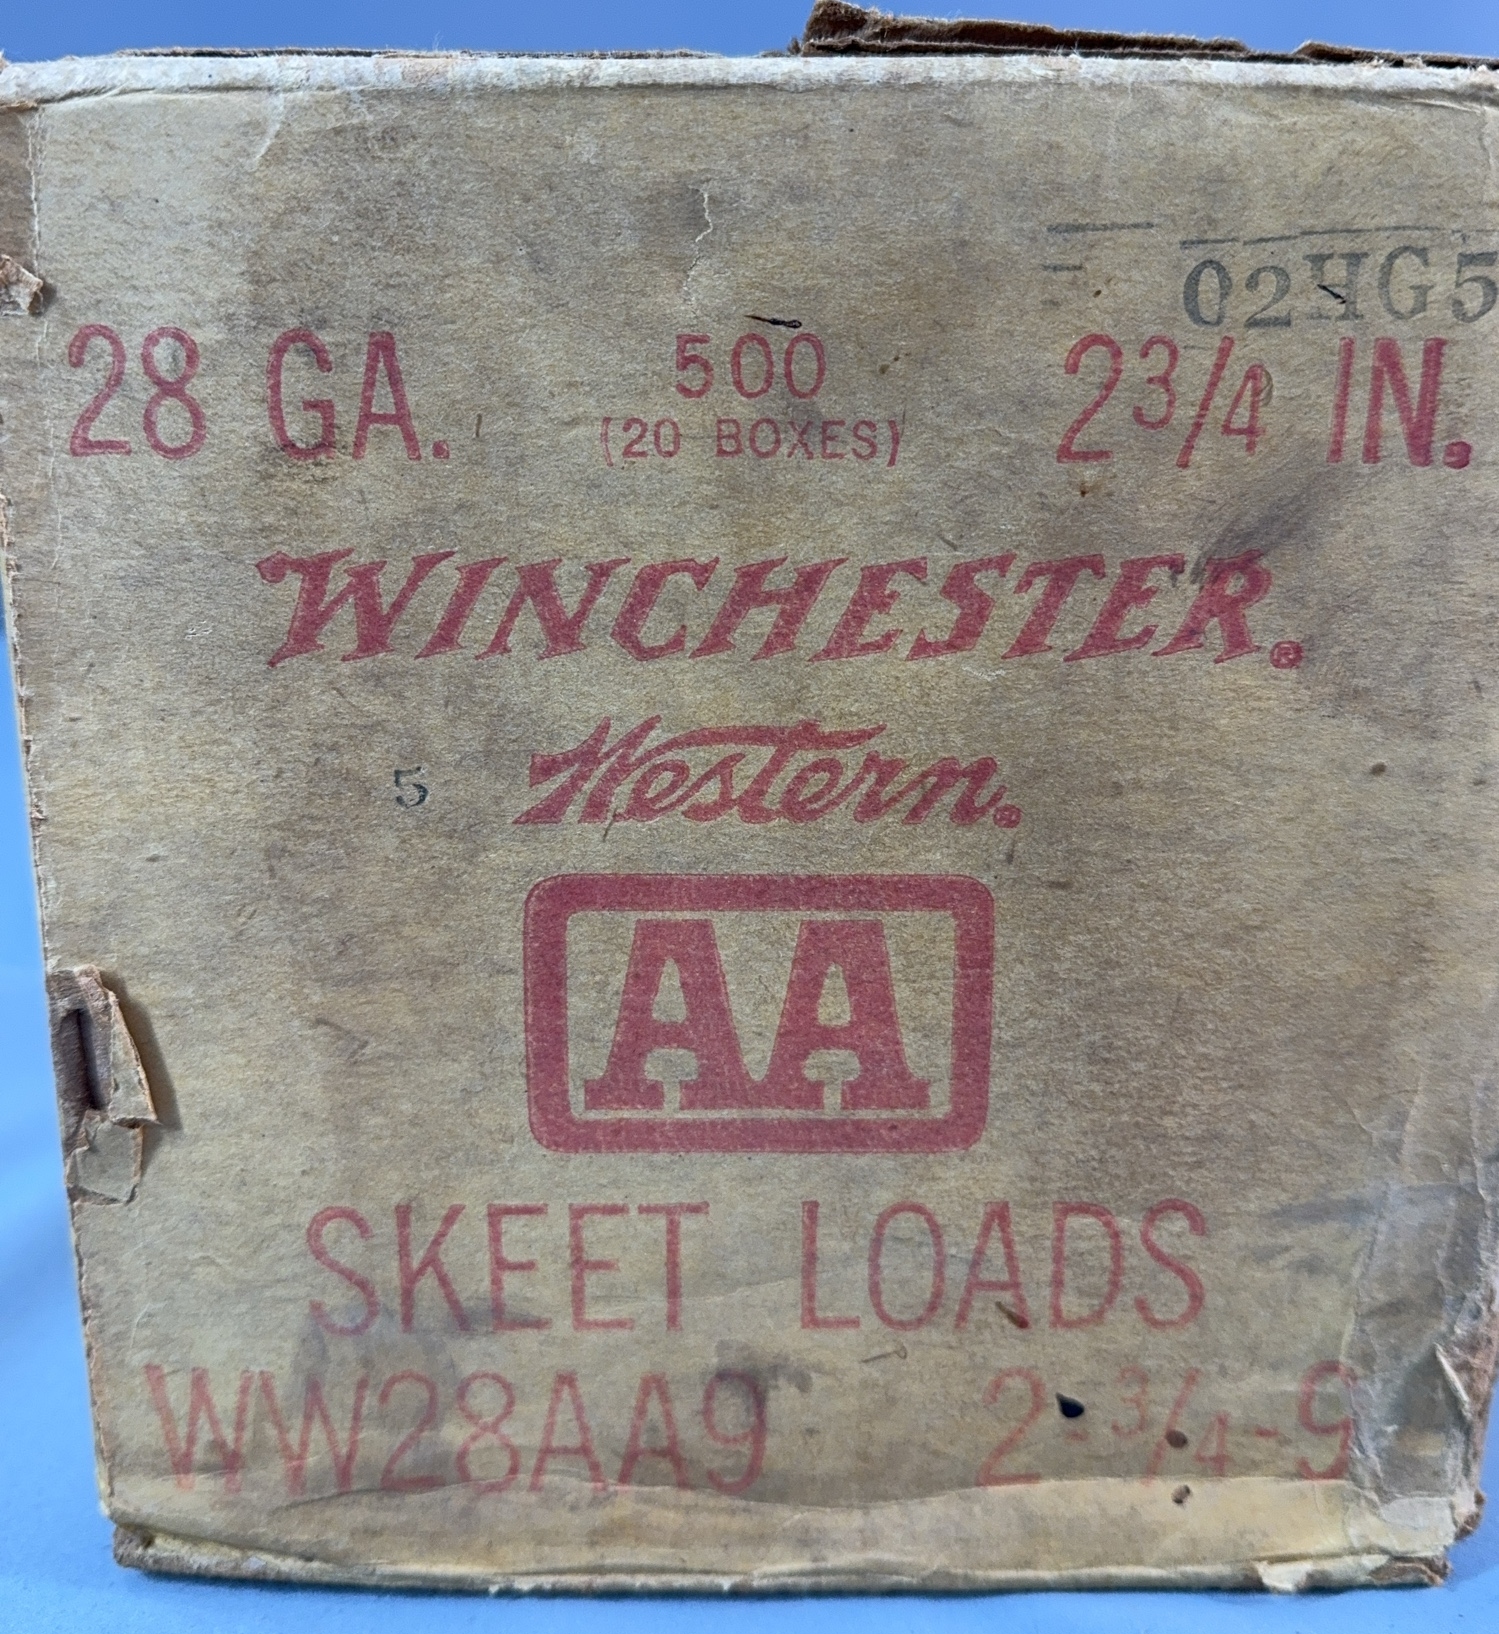 02HG5
28 GA. 500 2 3/4 IN.
(20 BOXES)
WINCHESTER®
5 Western®
AA
SKEET LOADS
WW28AA9 2-3/4-9